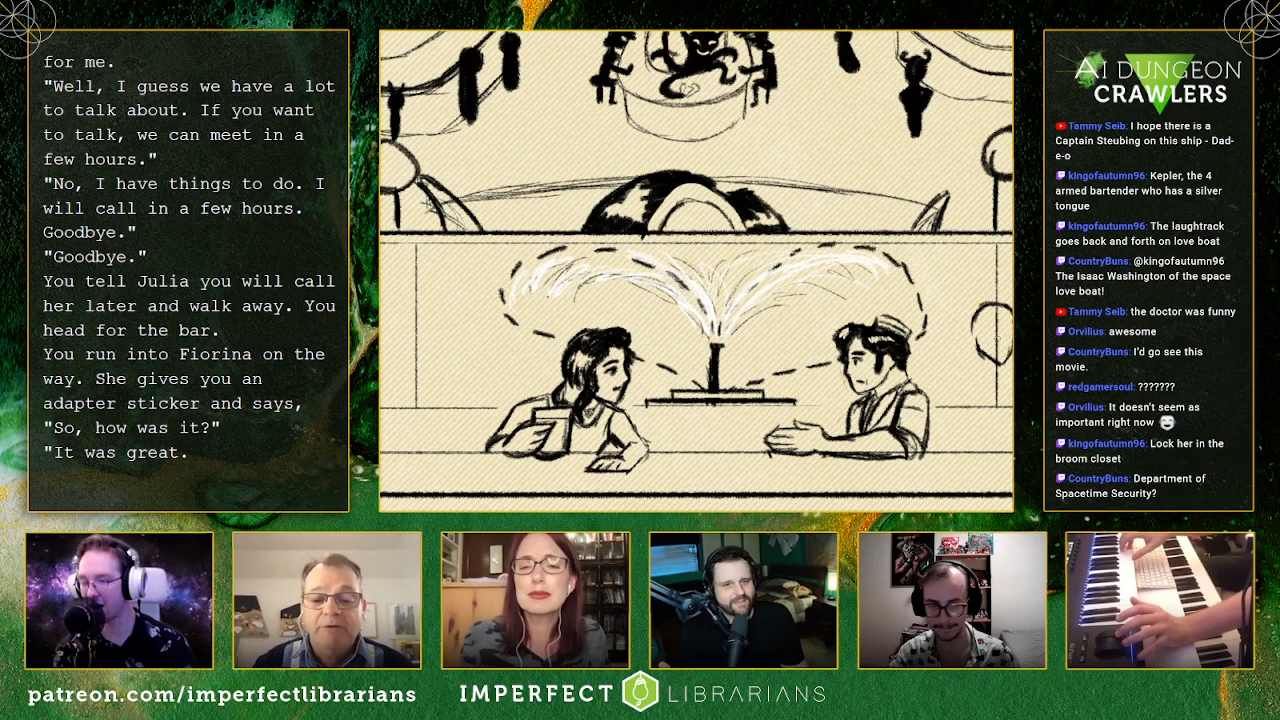 for me.
"Well, I guess we have a lot
to talk about. If you want
to talk, we can meet in a
few hours."
"No, I have things to do. I
will call in a few hours.
Goodbye."
"Goodbye."
You tell Julia you will call
her later and walk away. You
head for the bar.
You run into Fiorina on the
way. She gives you an
adapter sticker and says,
"So, how was it?"
"It was great.
AI DUNGEON
CRAWLERS
Tammy Seib: I hope there is a
Captain Steubing on this ship - Dad-
e-o
kingofautumn96: Kepler, the 4
armed bartender who has a silver
tongue
kingofautumn96: The laughtrack
goes back and forth on love boat
CountryBuns: @kingofautumn96
The Isaac Washington of the space
love boat!
Tammy Seib: the doctor was funny
Orvilius: awesome
CountryBuns: I'd go see this
movie.
redgamersoul: ???????
Orvilius: It doesn't seem as
important right now
kingofautumn96: Lock her in the
broom closet
CountryBuns: Department of
Spacetime Security?
patreon.com/imperfectlibrarians
IMPERFECT LIBRARIANS